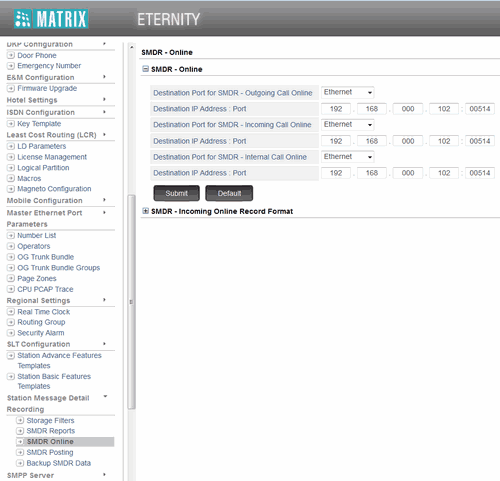 MATRIX
ETERNITY
DKP Configuration
Door Phone
Emergency Number
E&M Configuration
Firmware Upgrade
Hotel Settings
ISDN Configuration
Key Template
Least Cost Routing (LCR)
LD Parameters
License Management
Logical Partition
Macros
Magneto Configuration
Mobile Configuration
Master Ethernet Port
Parameters
Number List
Operators
OG Trunk Bundle
OG Trunk Bundle Groups
Page Zones
CPU PCAP Trace
Regional Settings
Real Time Clock
Routing Group
Security Alarm
SLT Configuration
Station Advance Features
Templates
Station Basic Features
Templates
Station Message Detail
Recording
Storage Filters
SMDR Reports
SMDR Online
SMDR Posting
Backup SMDR Data
SMPP Server
SMDR - Online
SMDR - Online
Destination Port for SMDR - Outgoing Call Online Ethernet
Destination IP Address : Port 192 . 168 . 000 . 102 : 00514
Destination Port for SMDR - Incoming Call Online Ethernet
Destination IP Address : Port 192 . 168 . 000 . 102 : 00514
Destination Port for SMDR - Internal Call Online Ethernet
Destination IP Address : Port 192 . 168 . 000 . 102 : 00514
Submit Default
SMDR - Incoming Online Record Format